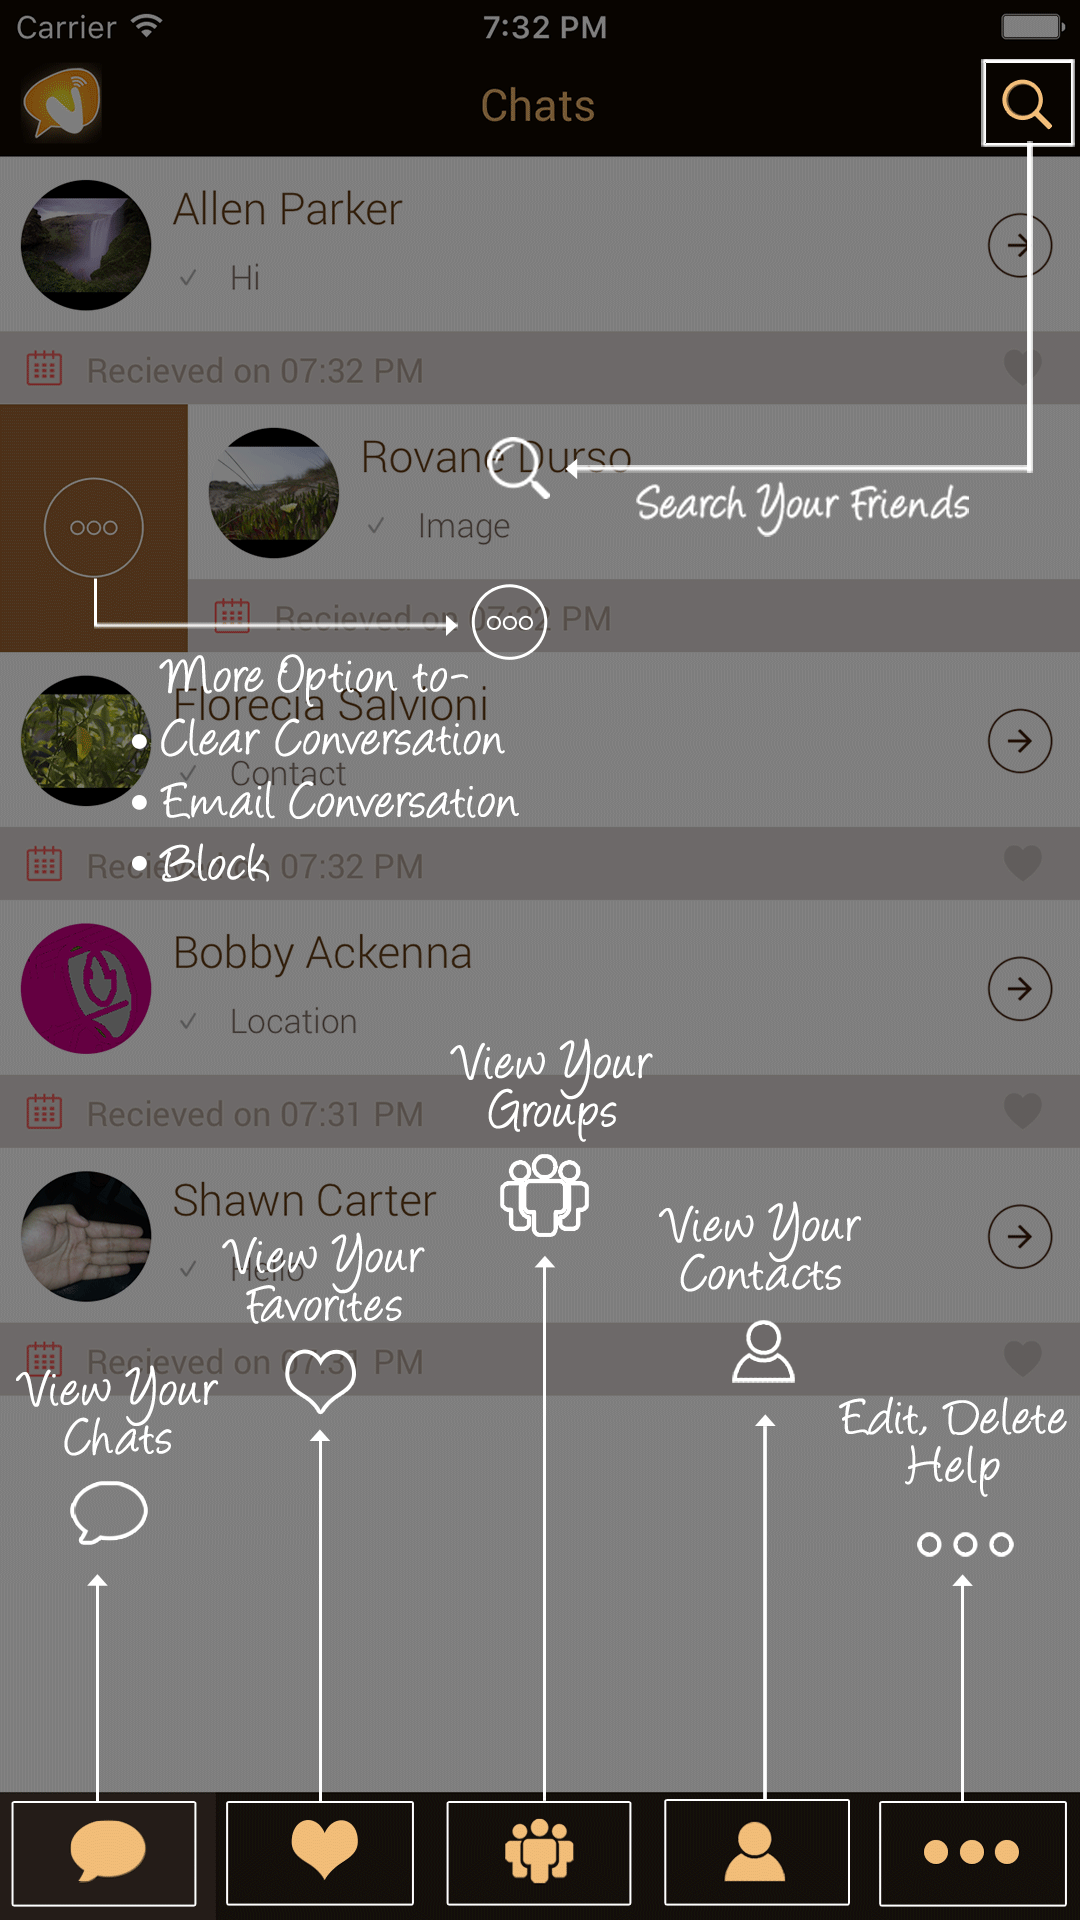 Carrier
7:32 PM
Chats
Allen Parker
Hi
Recieved on 07:32 PM
Rovane Durso
Search Your Friends
Image
Recieved on 07:32 PM
More Option to-
Florecia Salvioni
• Clear Conversation
Contact
• Email Conversation
• Block
Recieved on 07:32 PM
Bobby Ackenna
Location
View Your
Groups
Recieved on 07:31 PM
Shawn Carter
View Your
Contacts
View Your
Favorites
Hello
Recieved on 07:31 PM
View Your
Chats
Edit, Delete
Help